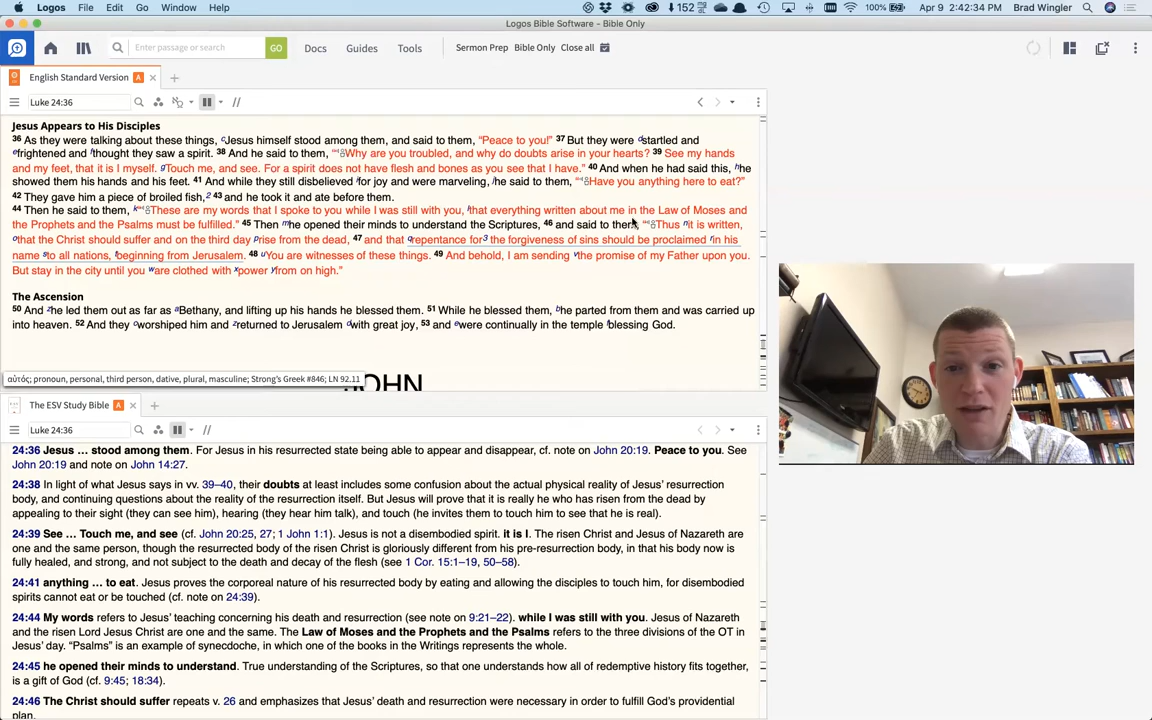 Logos File Edit Go Window Help 152 100% Apr 9 2:42:34 PM Brad Wingler
Logos Bible Software - Bible Only
Enter passage or search GO Docs Guides Tools Sermon Prep Bible Only Close all
English Standard Version A
Luke 24:36
Jesus Appears to His Disciples
36 As they were talking about these things, cJesus himself stood among them, and said to them, “Peace to you!” 37 But they were dstartled and
efrightened and fthought they saw a spirit. 38 And he said to them, “Why are you troubled, and why do doubts arise in your hearts? 39 See my hands
and my feet, that it is I myself. gTouch me, and see. For a spirit does not have flesh and bones as you see that I have.” 40 And when he had said this, hhe
showed them his hands and his feet. 41 And while they still disbelieved ifor joy and were marveling, jhe said to them, “Have you anything here to eat?”
42 They gave him a piece of broiled fish,2 43 and he took it and ate before them.
44 Then he said to them, k“These are my words that I spoke to you while I was still with you, lthat everything written about me in the Law of Moses and
the Prophets and the Psalms must be fulfilled.” 45 Then mhe opened their minds to understand the Scriptures, 46 and said to them, “Thus nit is written,
othat the Christ should suffer and on the third day prise from the dead, 47 and that qrepentance for3 the forgiveness of sins should be proclaimed rin his
name sto all nations, tbeginning from Jerusalem. 48 uYou are witnesses of these things. 49 And behold, I am sending vthe promise of my Father upon you.
But stay in the city until you ware clothed with xpower yfrom on high.”
The Ascension
50 And zhe led them out as far as aBethany, and lifting up his hands he blessed them. 51 While he blessed them, bhe parted from them and was carried up
into heaven. 52 And they cworshiped him and zreturned to Jerusalem dwith great joy, 53 and ewere continually in the temple fblessing God.
αὐτός; pronoun, personal, third person, dative, plural, masculine; Strong's Greek #846; LN 92.11
JOHN
The ESV Study Bible A
Luke 24:36
24:36 Jesus … stood among them. For Jesus in his resurrected state being able to appear and disappear, cf. note on John 20:19. Peace to you. See
John 20:19 and note on John 14:27.
24:38 In light of what Jesus says in vv. 39–40, their doubts at least includes some confusion about the actual physical reality of Jesus’ resurrection
body, and continuing questions about the reality of the resurrection itself. But Jesus will prove that it is really he who has risen from the dead by
appealing to their sight (they can see him), hearing (they hear him talk), and touch (he invites them to touch him to see that he is real).
24:39 See … Touch me, and see (cf. John 20:25, 27; 1 John 1:1). Jesus is not a disembodied spirit. it is I. The risen Christ and Jesus of Nazareth are
one and the same person, though the resurrected body of the risen Christ is gloriously different from his pre-resurrection body, in that his body now is
fully healed, and strong, and not subject to the death and decay of the flesh (see 1 Cor. 15:1–19, 50–58).
24:41 anything … to eat. Jesus proves the corporeal nature of his resurrected body by eating and allowing the disciples to touch him, for disembodied
spirits cannot eat or be touched (cf. note on 24:39).
24:44 My words refers to Jesus’ teaching concerning his death and resurrection (see note on 9:21–22). while I was still with you. Jesus of Nazareth
and the risen Lord Jesus Christ are one and the same. The Law of Moses and the Prophets and the Psalms refers to the three divisions of the OT in
Jesus’ day. “Psalms” is an example of synecdoche, in which one of the books in the Writings represents the whole.
24:45 he opened their minds to understand. True understanding of the Scriptures, so that one understands how all of redemptive history fits together,
is a gift of God (cf. 9:45; 18:34).
24:46 The Christ should suffer repeats v. 26 and emphasizes that Jesus’ death and resurrection were necessary in order to fulfill God’s providential
plan.